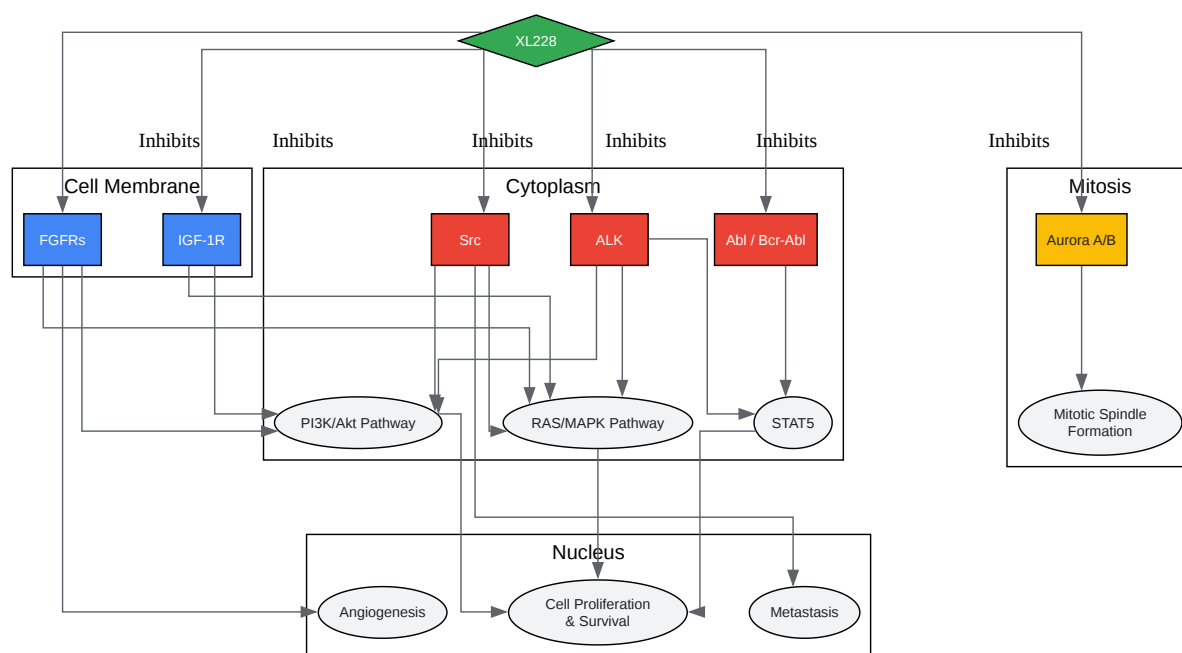 XL228
Inhibits
Inhibits
Inhibits
Inhibits
Inhibits
Inhibits
Cell Membrane
Cytoplasm
Mitosis
FGFRs
IGF-1R
Src
ALK
Abl / Bcr-Abl
Aurora A/B
PI3K/Akt Pathway
RAS/MAPK Pathway
STAT5
Mitotic Spindle
Formation
Nucleus
Angiogenesis
Cell Proliferation
& Survival
Metastasis